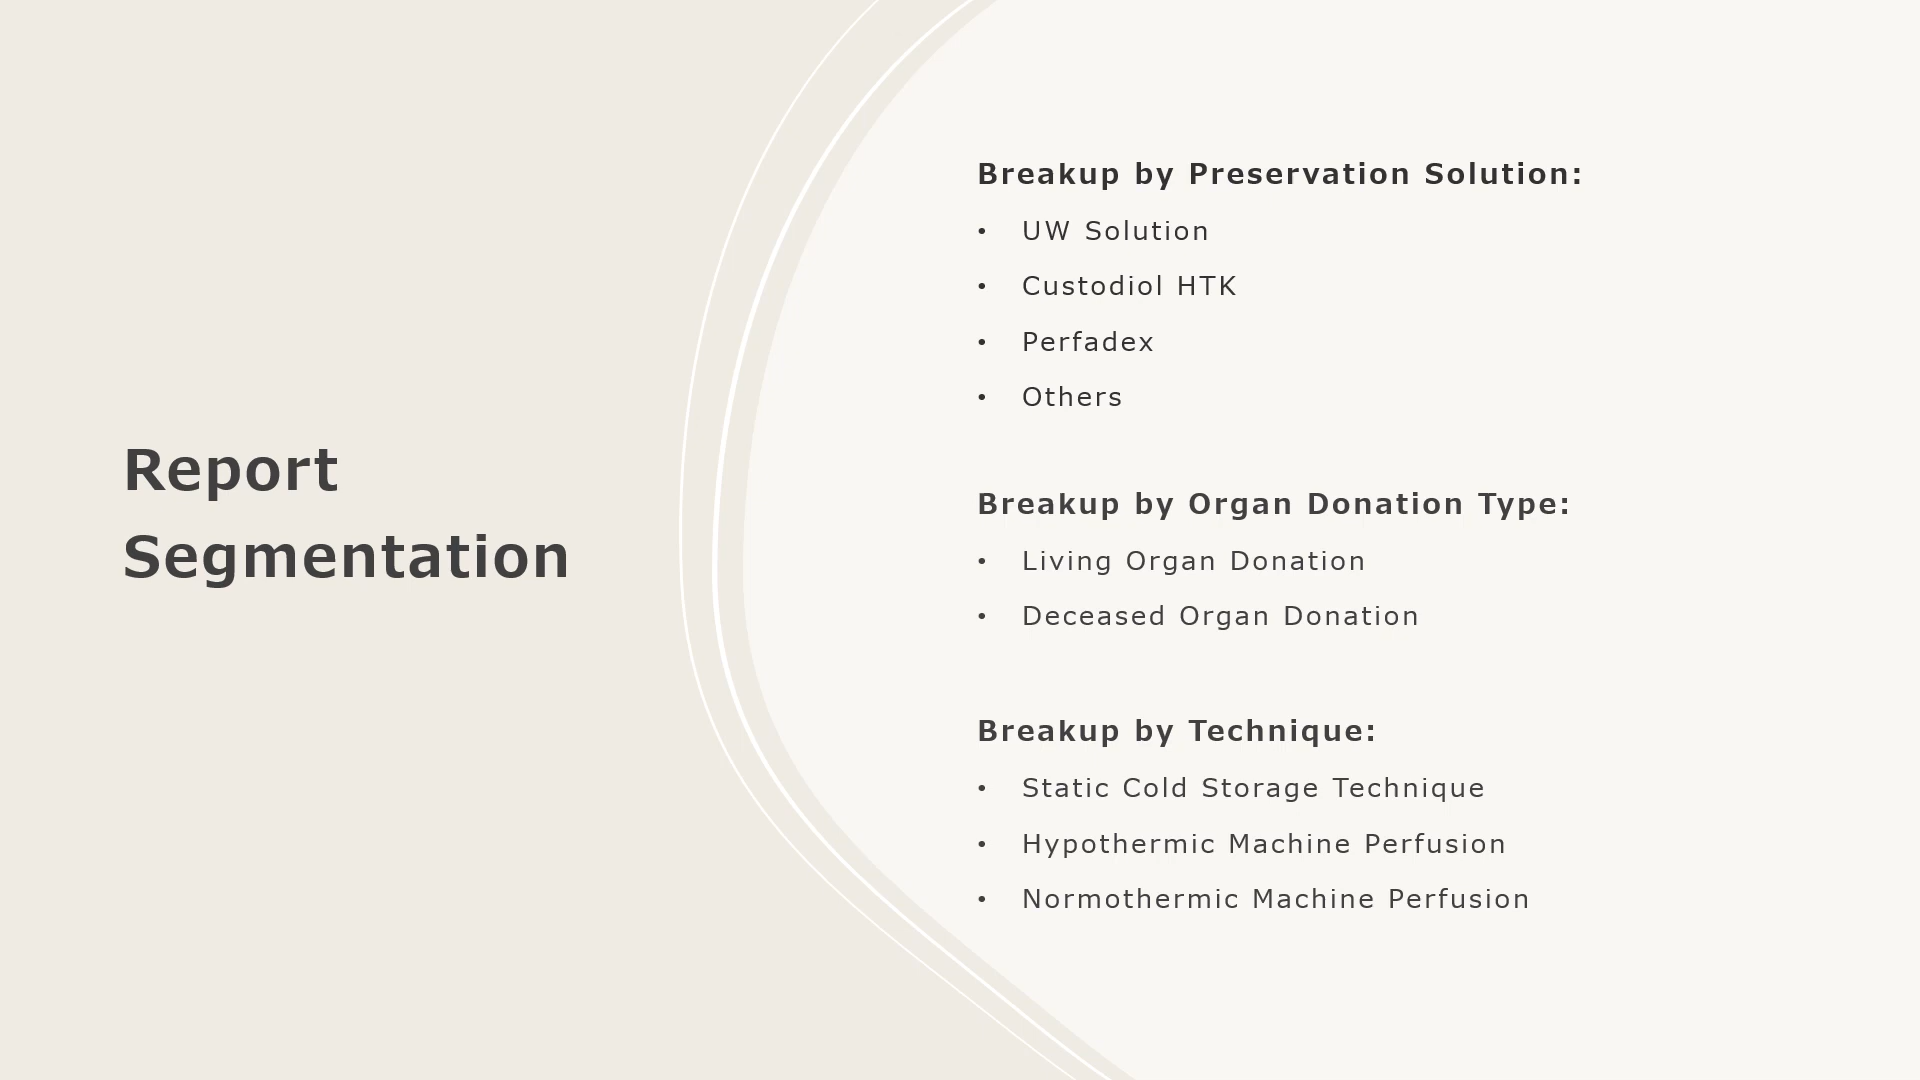 Report
Segmentation
Breakup by Preservation Solution:
• UW Solution
• Custodiol HTK
• Perfadex
• Others
Breakup by Organ Donation Type:
• Living Organ Donation
• Deceased Organ Donation
Breakup by Technique:
• Static Cold Storage Technique
• Hypothermic Machine Perfusion
• Normothermic Machine Perfusion